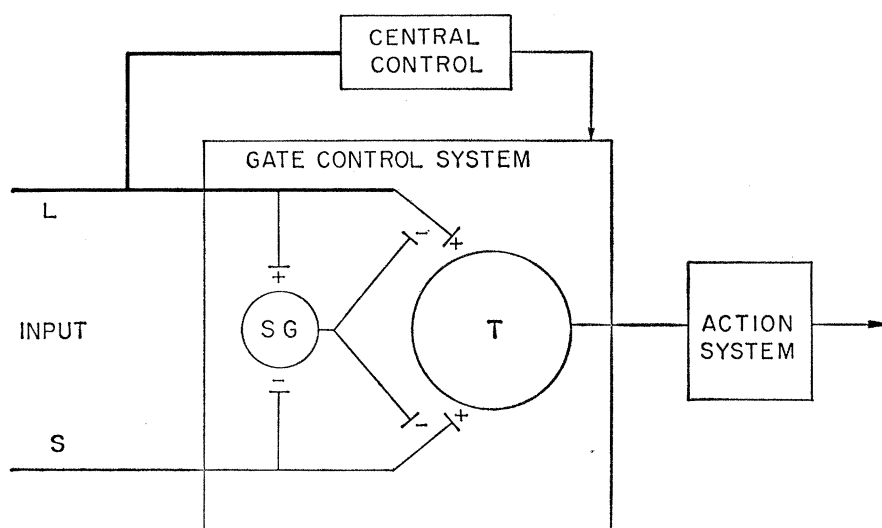 CENTRAL
CONTROL
GATE CONTROL SYSTEM
L
+
-
+
SG
T
INPUT
ACTION
SYSTEM
-
-
+
S